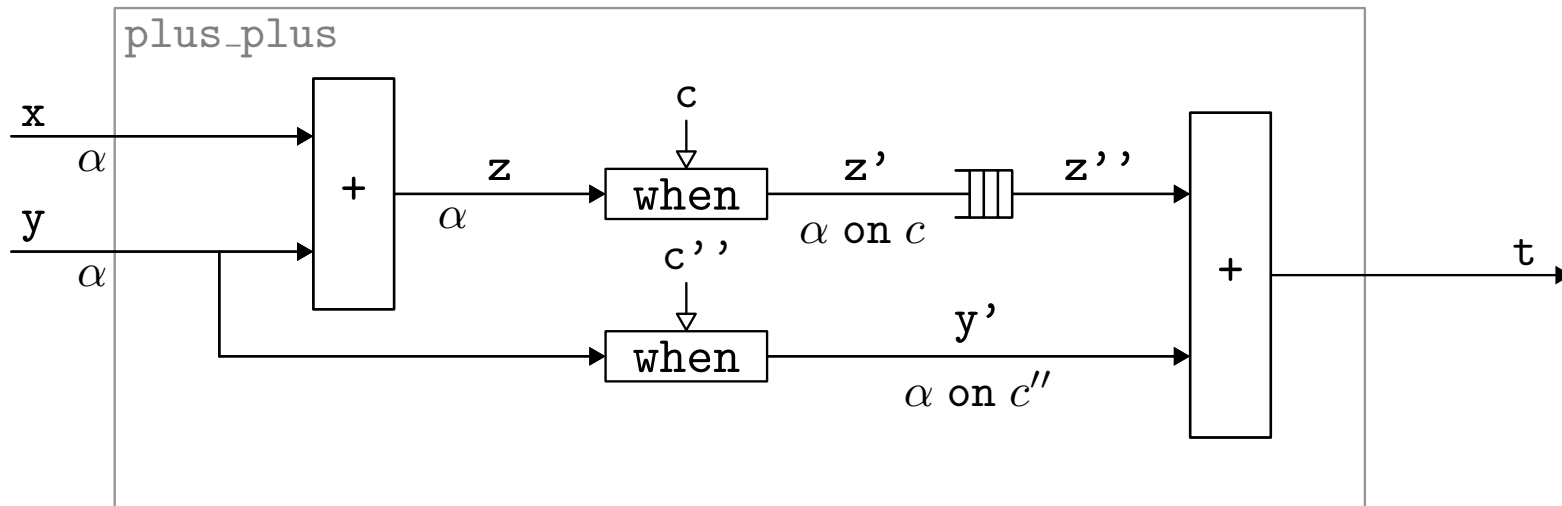 plus_plus
x
α
y
α
+
z
α
c
when
z'
α on c
z''
c''
when
y'
α on c''
+
t